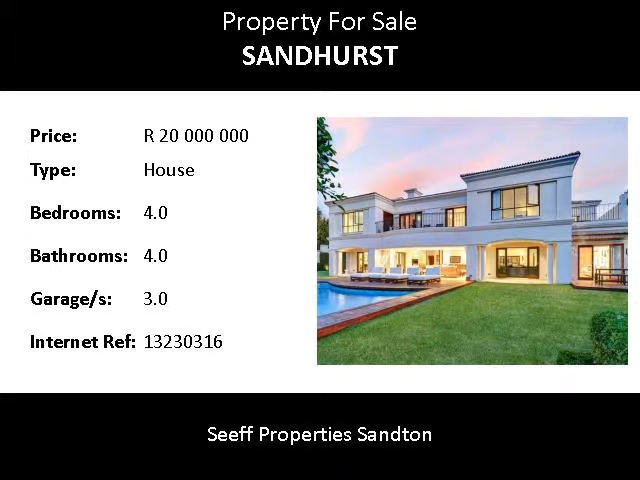 Property For Sale
SANDHURST
Price: R 20 000 000
Type: House
Bedrooms: 4.0
Bathrooms: 4.0
Garage/s: 3.0
Internet Ref: 13230316
Seeff Properties Sandton